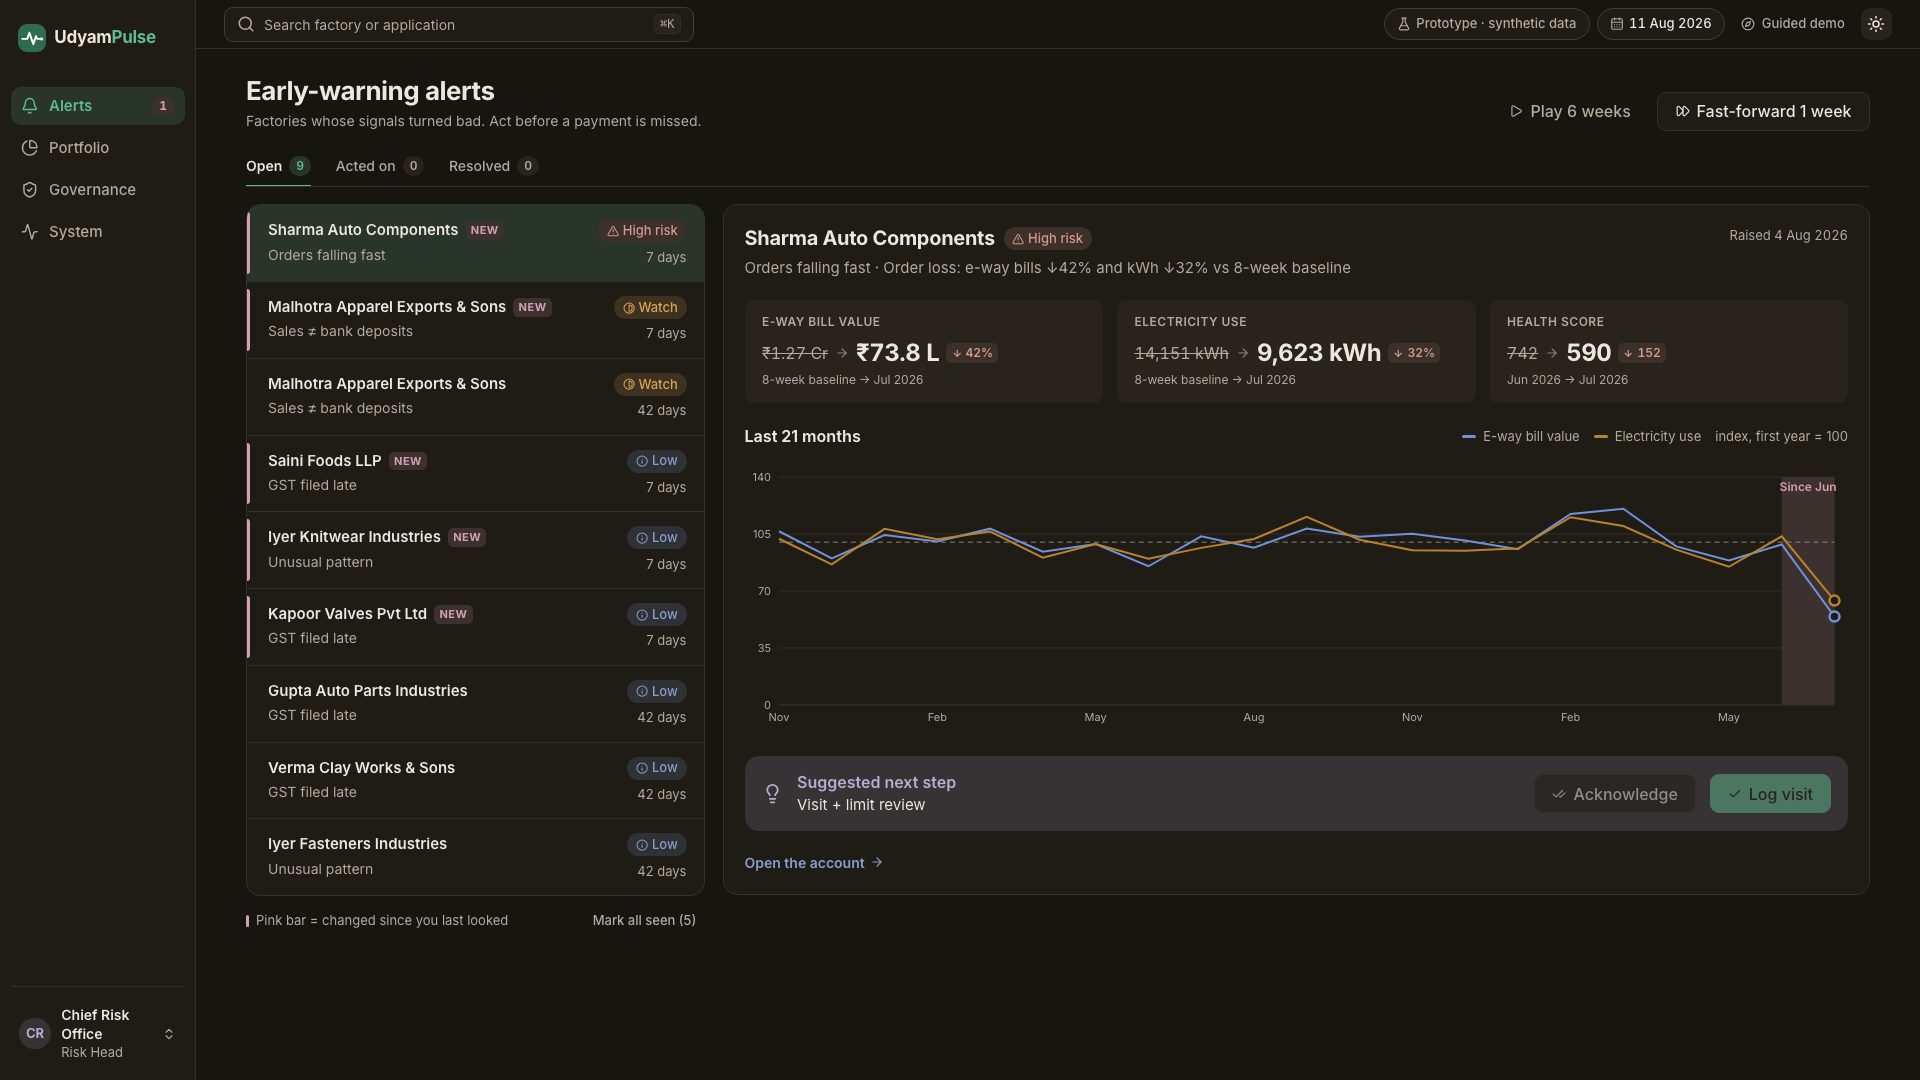 UdyamPulse
Search factory or application
⌘K
Prototype · synthetic data
11 Aug 2026
Guided demo
Alerts 1
Portfolio
Governance
System
Early-warning alerts
Factories whose signals turned bad. Act before a payment is missed.
Play 6 weeks
Fast-forward 1 week
Open 9
Acted on 0
Resolved 0
Sharma Auto Components NEW High risk
Orders falling fast 7 days
Malhotra Apparel Exports & Sons NEW Watch
Sales ≠ bank deposits 7 days
Malhotra Apparel Exports & Sons Watch
Sales ≠ bank deposits 42 days
Saini Foods LLP NEW Low
GST filed late 7 days
Iyer Knitwear Industries NEW Low
Unusual pattern 7 days
Kapoor Valves Pvt Ltd NEW Low
GST filed late 7 days
Gupta Auto Parts Industries Low
GST filed late 42 days
Verma Clay Works & Sons Low
GST filed late 42 days
Iyer Fasteners Industries Low
Unusual pattern 42 days
Pink bar = changed since you last looked
Mark all seen (5)
Sharma Auto Components High risk
Raised 4 Aug 2026
Orders falling fast · Order loss: e-way bills ↓42% and kWh ↓32% vs 8-week baseline
E-WAY BILL VALUE
₹1.27 Cr → ₹73.8 L ↓ 42%
8-week baseline → Jul 2026
ELECTRICITY USE
14,151 kWh → 9,623 kWh ↓ 32%
8-week baseline → Jul 2026
HEALTH SCORE
742 → 590 ↓ 152
Jun 2026 → Jul 2026
Last 21 months
E-way bill value
Electricity use
index, first year = 100
140
105
70
35
0
Since Jun
Nov Feb May Aug Nov Feb May
Suggested next step
Visit + limit review
Acknowledge
Log visit
Open the account →
CR
Chief Risk
Office
Risk Head